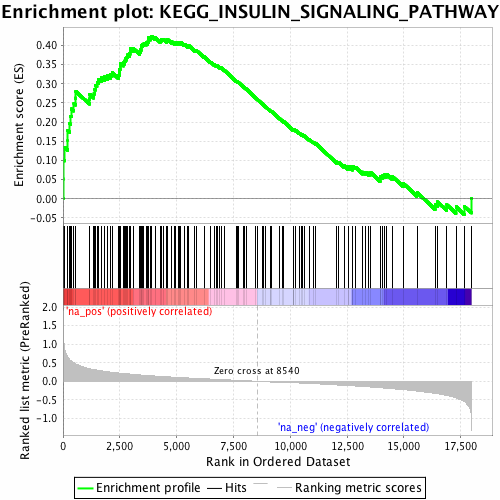 Enrichment plot: KEGG_INSULIN_SIGNALING_PATHWAY
Enrichment score (ES)
0.40
0.35
0.30
0.25
0.20
0.15
0.10
0.05
0.00
-0.05
'na_pos' (positively correlated)
Ranked list metric (PreRanked)
2.0
1.5
1.0
0.5
0.0
-0.5
-1.0
Zero cross at 8540
'na_neg' (negatively correlated)
0 2,500 5,000 7,500 10,000 12,500 15,000 17,500
Rank in Ordered Dataset
Enrichment profile Hits Ranking metric scores